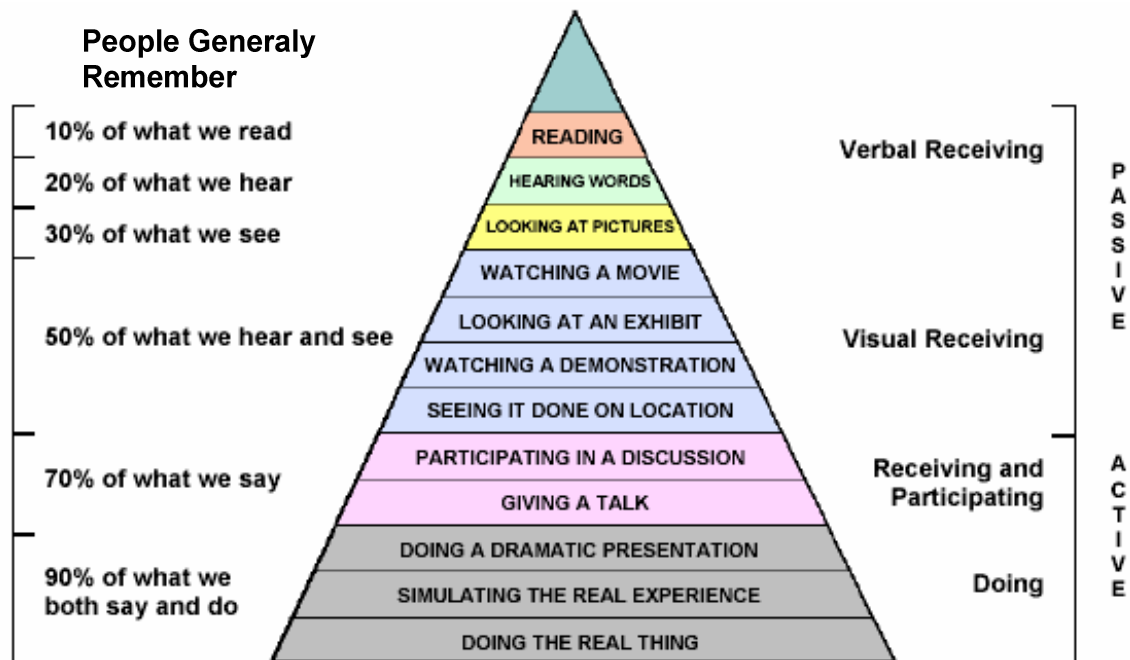 People Generaly
Remember
10% of what we read
20% of what we hear
30% of what we see
50% of what we hear and see
70% of what we say
90% of what we
both say and do
READING
HEARING WORDS
LOOKING AT PICTURES
WATCHING A MOVIE
LOOKING AT AN EXHIBIT
WATCHING A DEMONSTRATION
SEEING IT DONE ON LOCATION
PARTICIPATING IN A DISCUSSION
GIVING A TALK
DOING A DRAMATIC PRESENTATION
SIMULATING THE REAL EXPERIENCE
DOING THE REAL THING
Verbal Receiving
Visual Receiving
Receiving and
Participating
Doing
PASSIVE
ACTIVE